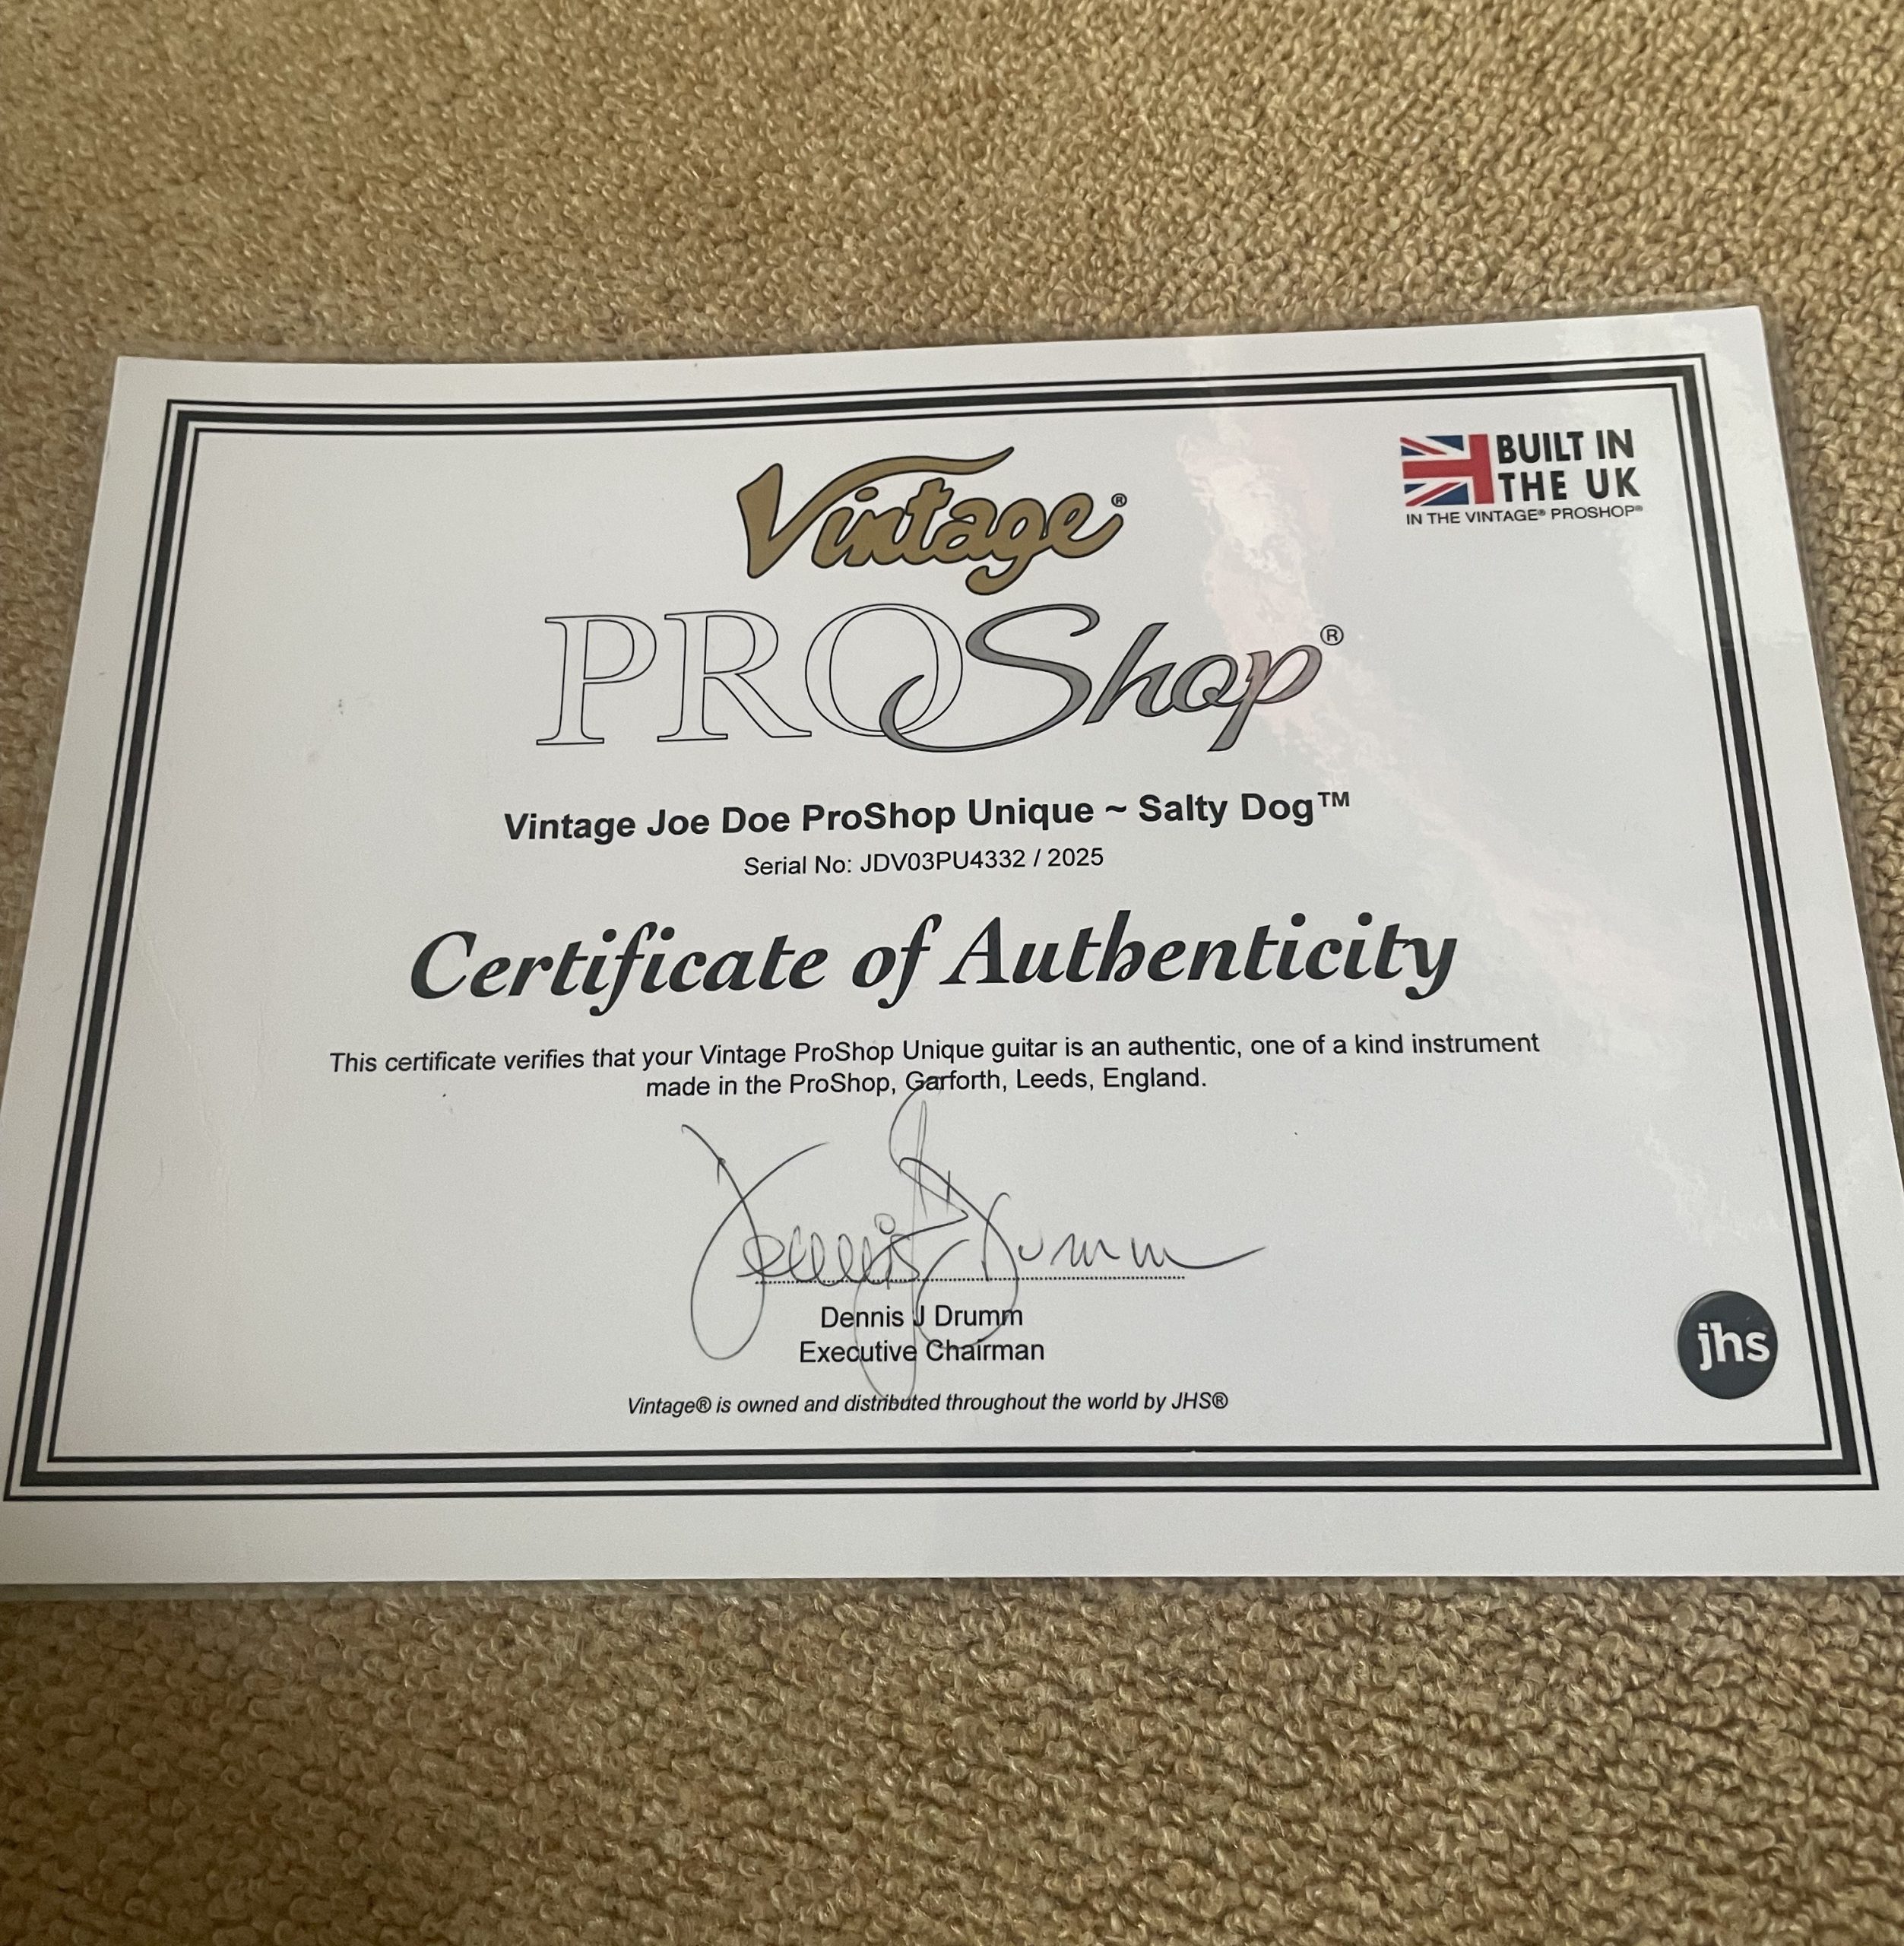 Vintage®
BUILT IN
THE UK
IN THE VINTAGE® PROSHOP®
PROShop®
Vintage Joe Doe ProShop Unique ~ Salty Dog™
Serial No: JDV03PU4332 / 2025
Certificate of Authenticity
This certificate verifies that your Vintage ProShop Unique guitar is an authentic, one of a kind instrument
made in the ProShop, Garforth, Leeds, England.
Dennis J Drumm
Dennis J Drumm
Executive Chairman
jhs
Vintage® is owned and distributed throughout the world by JHS®